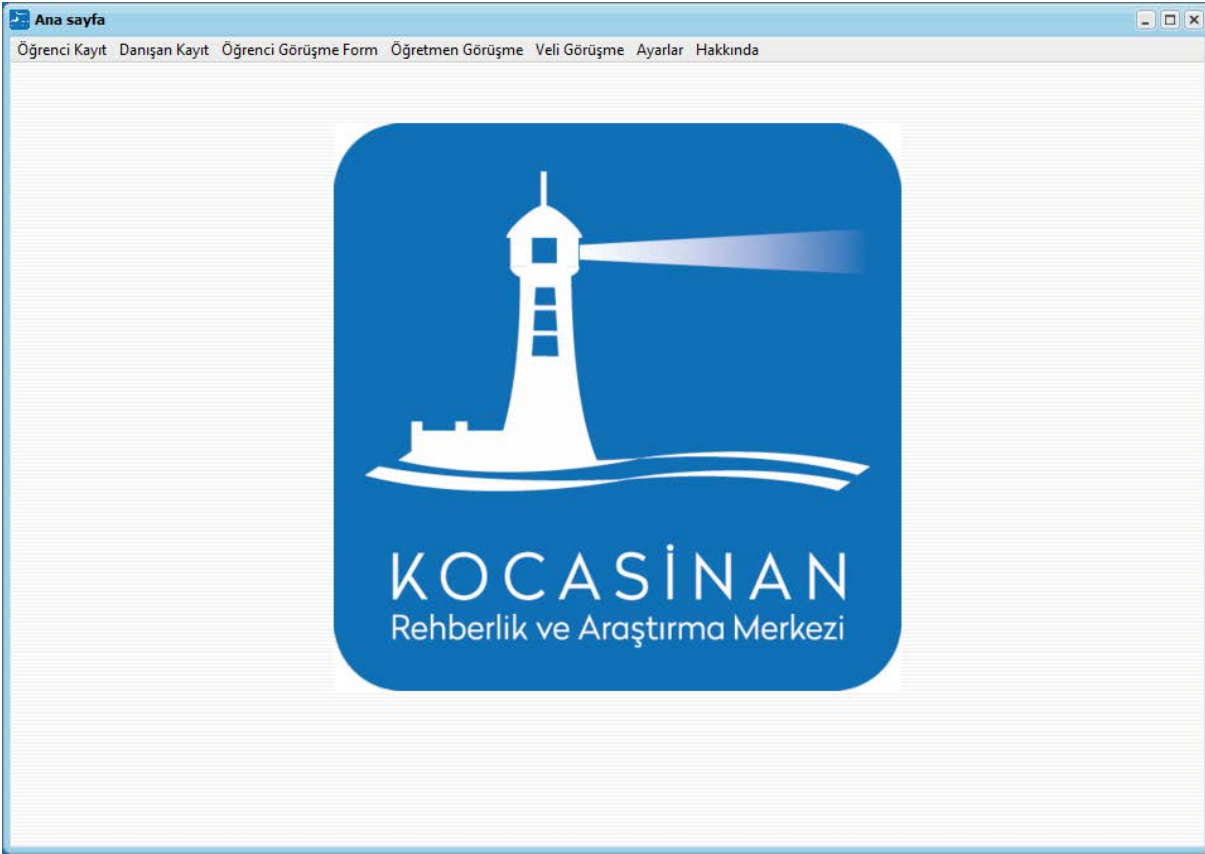 Ana sayfa
Öğrenci Kayıt Danışan Kayıt Öğrenci Görüşme Form Öğretmen Görüşme Veli Görüşme Ayarlar Hakkında
KOCASİNAN
Rehberlik ve Araştırma Merkezi